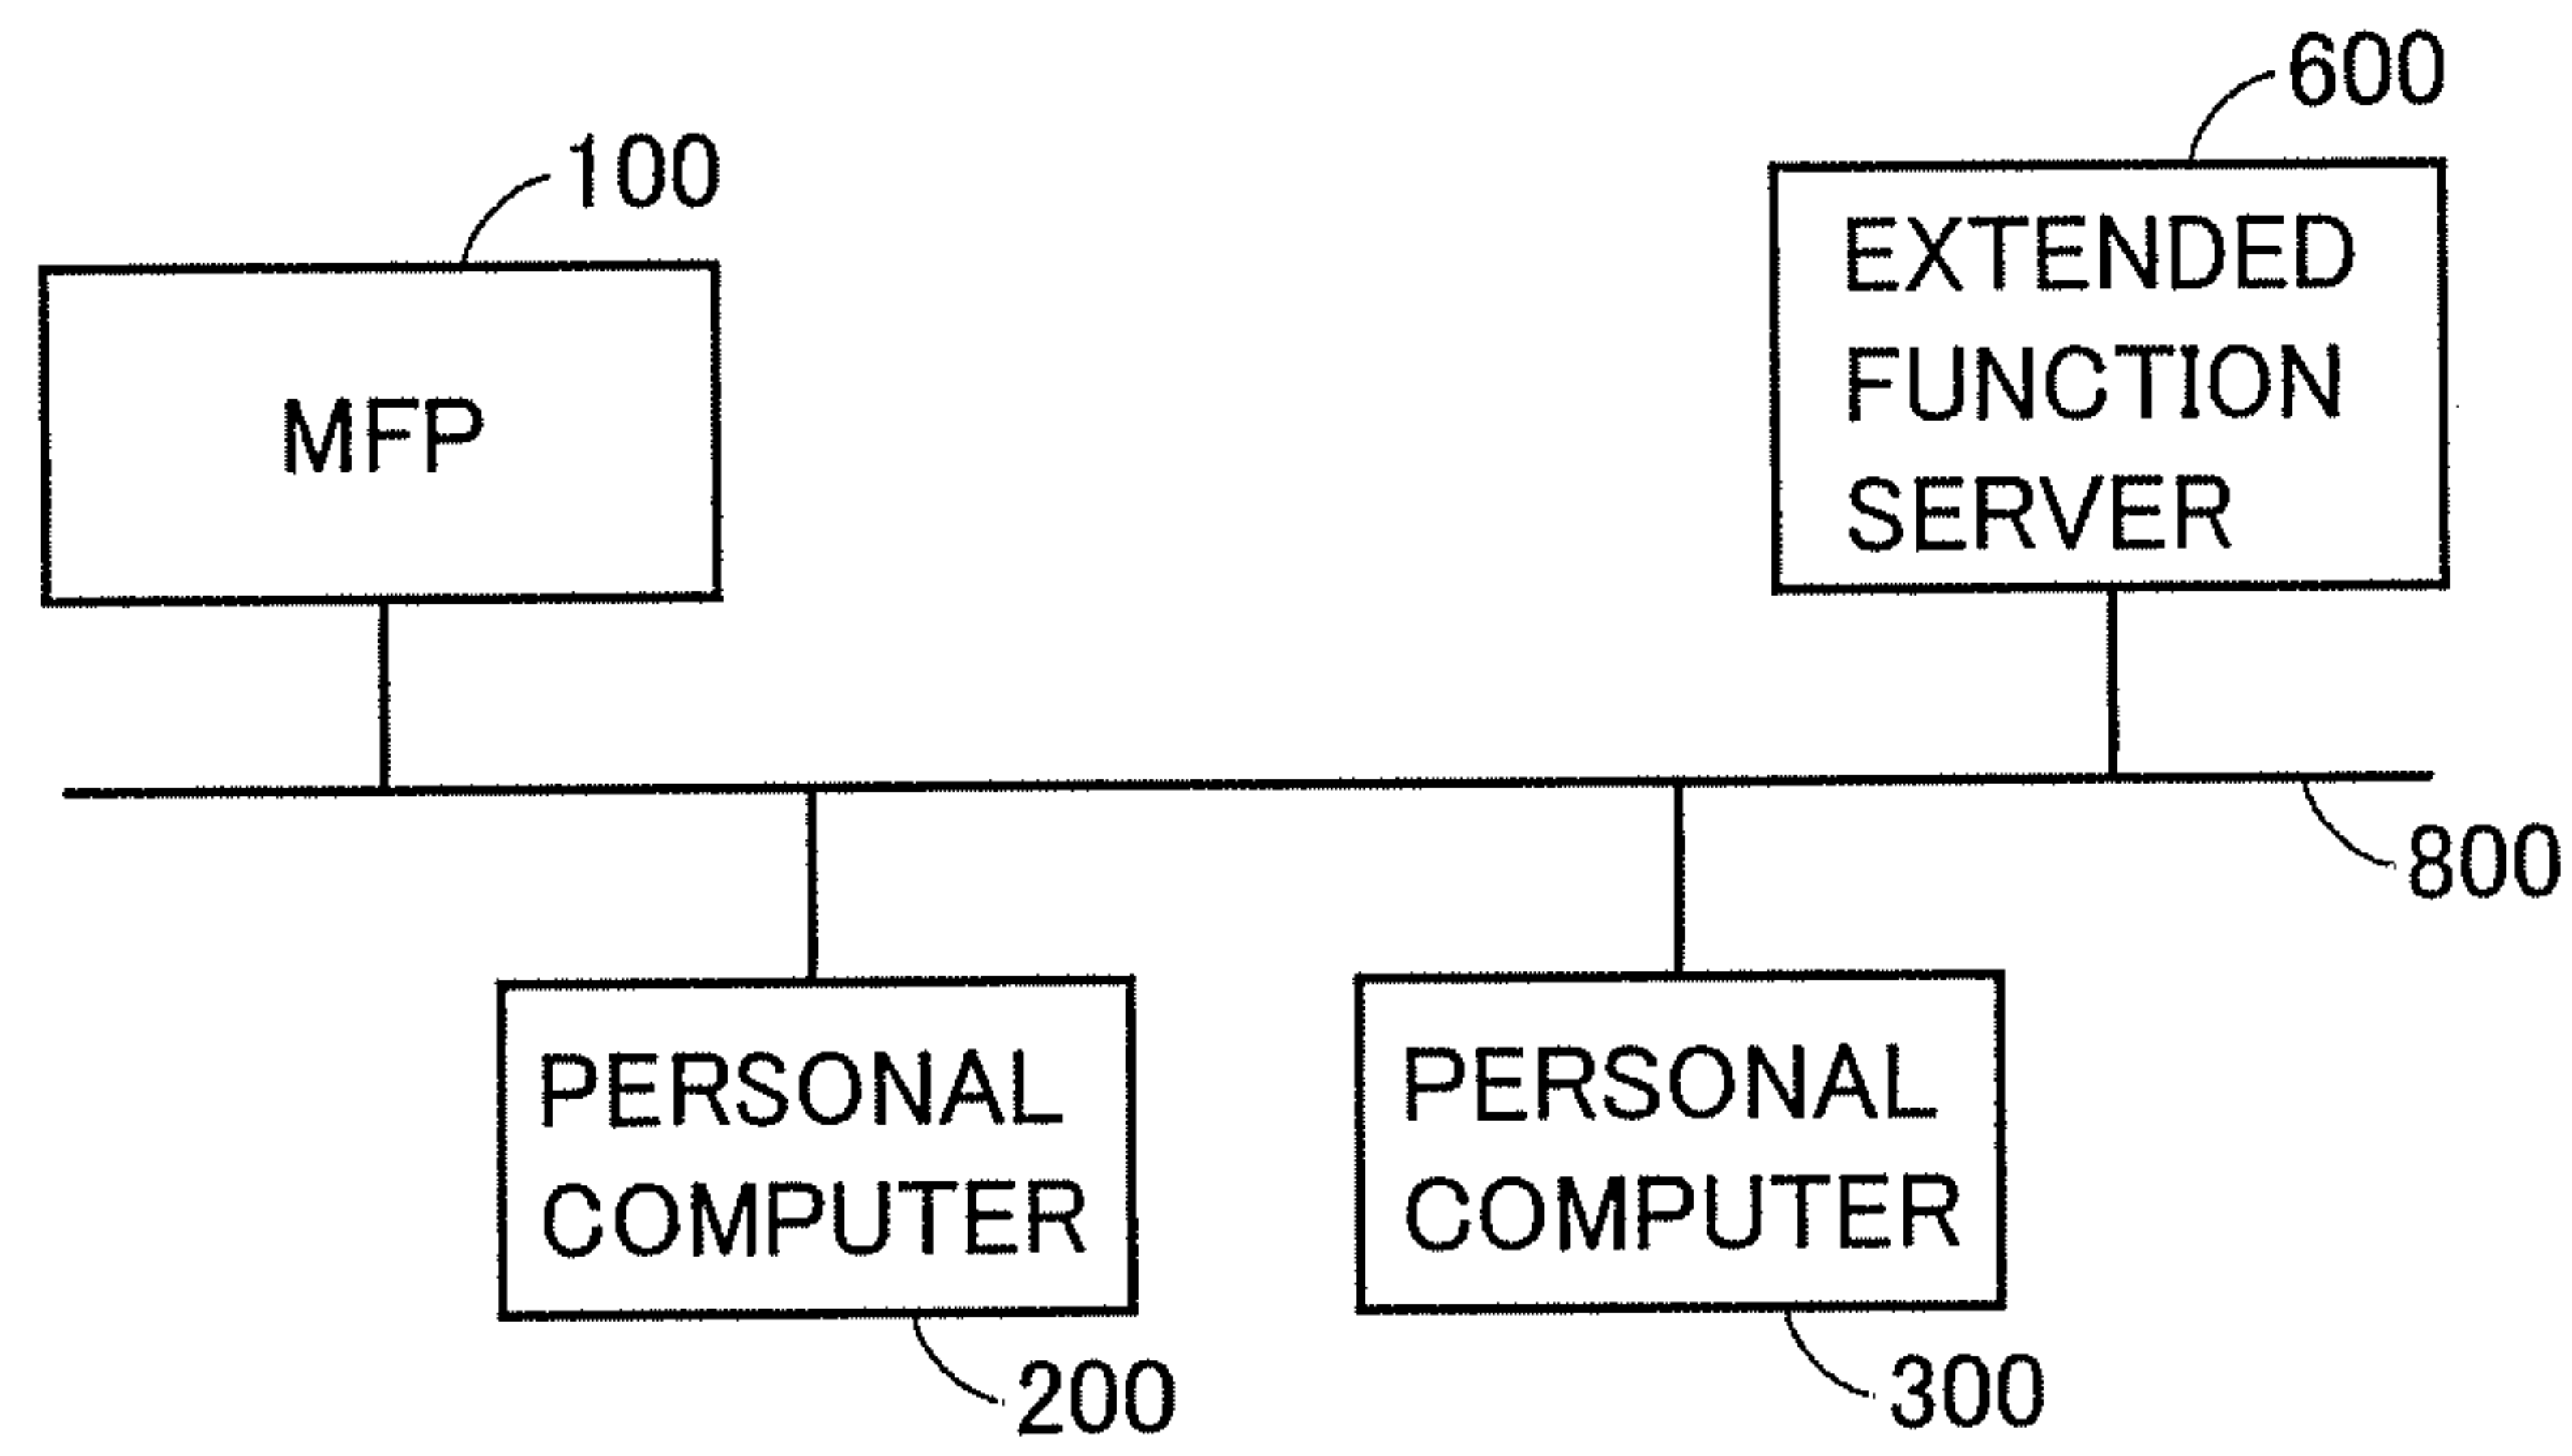 600
100
EXTENDED
FUNCTION
SERVER
MFP
800
PERSONAL
COMPUTER
PERSONAL
COMPUTER
200
300